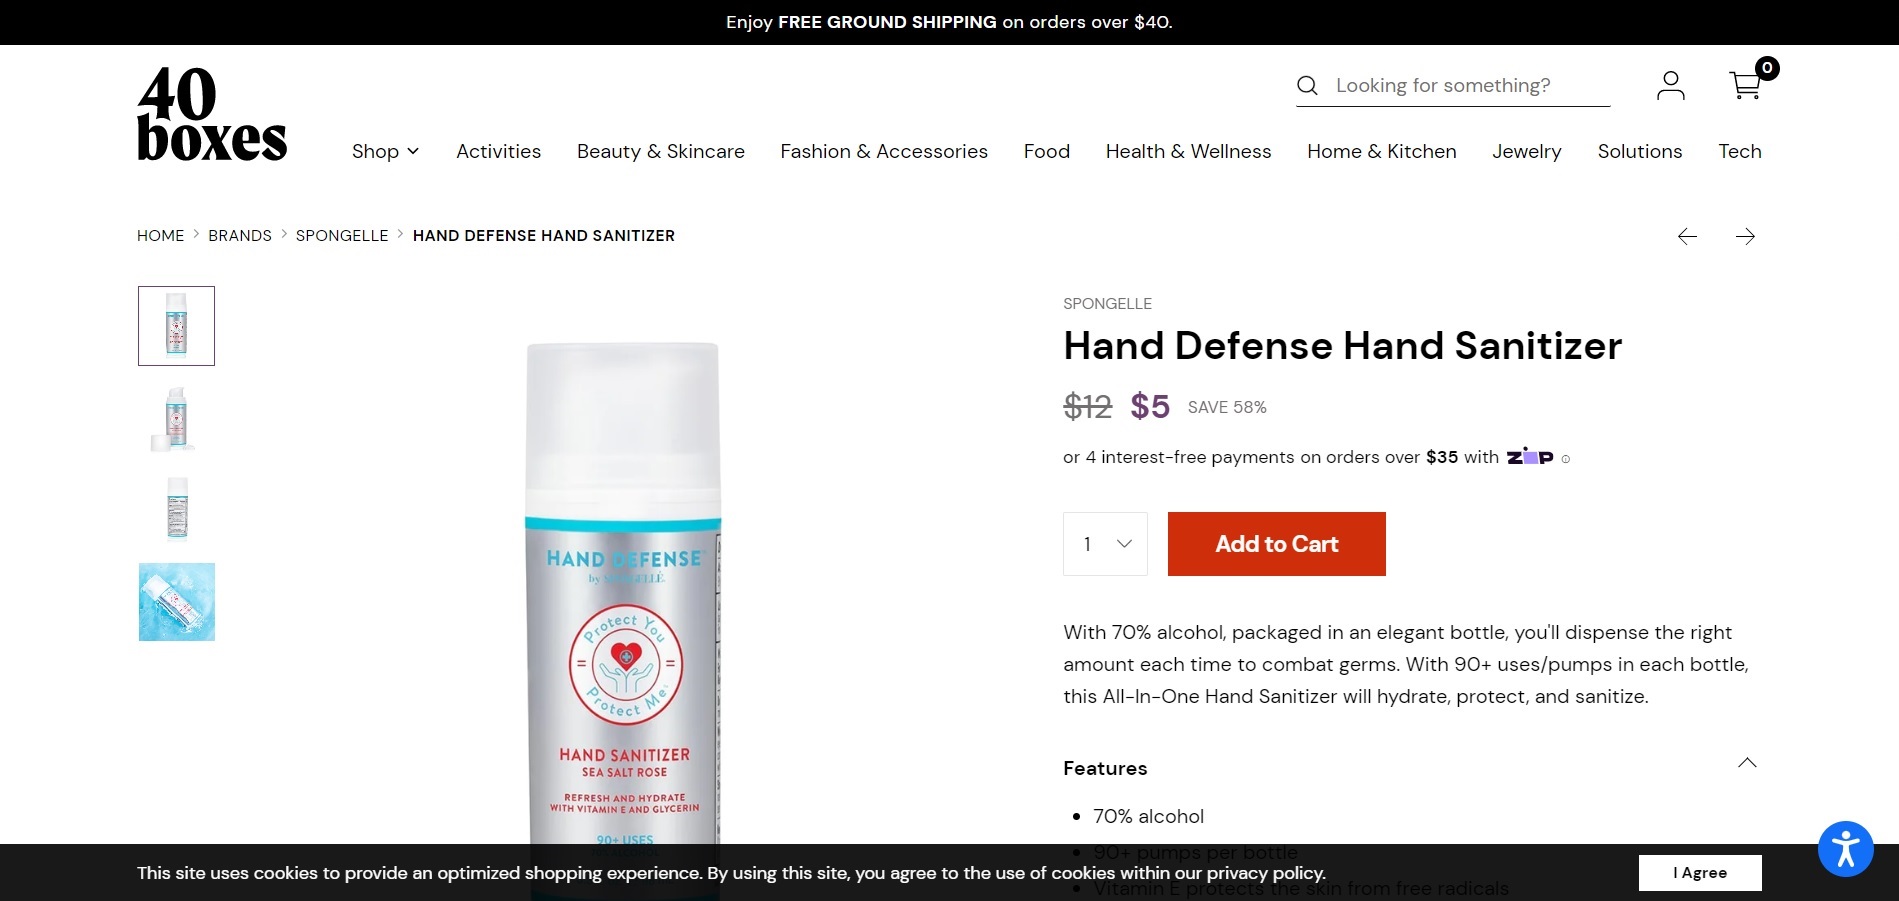 Enjoy FREE GROUND SHIPPING on orders over $40.
40
boxes
Looking for something?
0
Shop
Activities
Beauty & Skincare
Fashion & Accessories
Food
Health & Wellness
Home & Kitchen
Jewelry
Solutions
Tech
HOME > BRANDS > SPONGELLE > HAND DEFENSE HAND SANITIZER
HAND DEFENSE
by SPONGELLÉ
Protect You
Protect Me
HAND SANITIZER
SEA SALT ROSE
REFRESH AND HYDRATE
WITH VITAMIN E AND GLYCERIN
90+ USES
SPONGELLE
Hand Defense Hand Sanitizer
$12 $5 SAVE 58%
or 4 interest-free payments on orders over $35 with ZIP
1
Add to Cart
With 70% alcohol, packaged in an elegant bottle, you'll dispense the right
amount each time to combat germs. With 90+ uses/pumps in each bottle,
this All-In-One Hand Sanitizer will hydrate, protect, and sanitize.
Features
• 70% alcohol
• 90+ pumps per bottle
• Vitamin E protects the skin from free radicals
This site uses cookies to provide an optimized shopping experience. By using this site, you agree to the use of cookies within our privacy policy.
I Agree